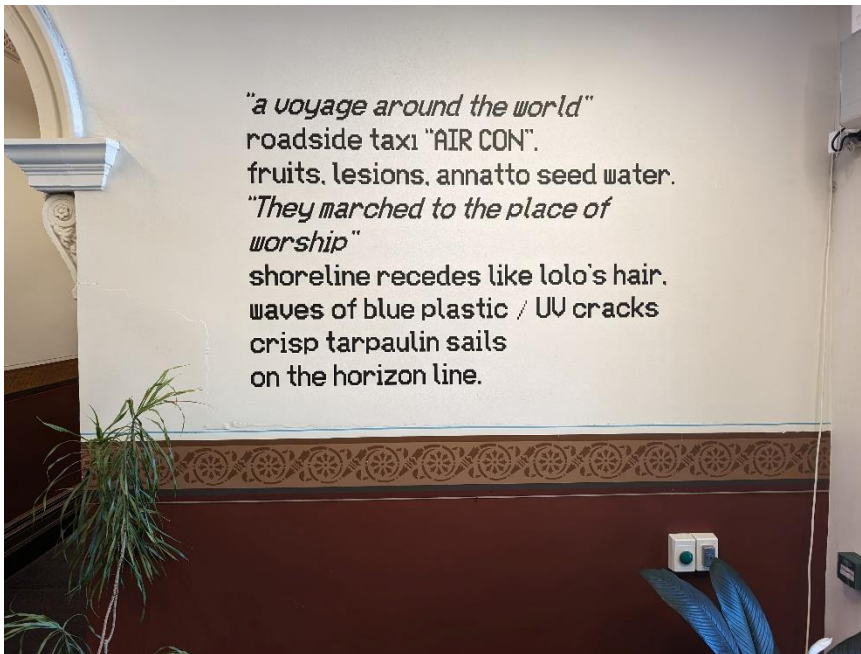 "a voyage around the world"
roadside taxi "AIR CON".
fruits, lesions, annatto seed water.
"They marched to the place of
worship"
shoreline recedes like lolo's hair.
waves of blue plastic / UV cracks
crisp tarpaulin sails
on the horizon line.